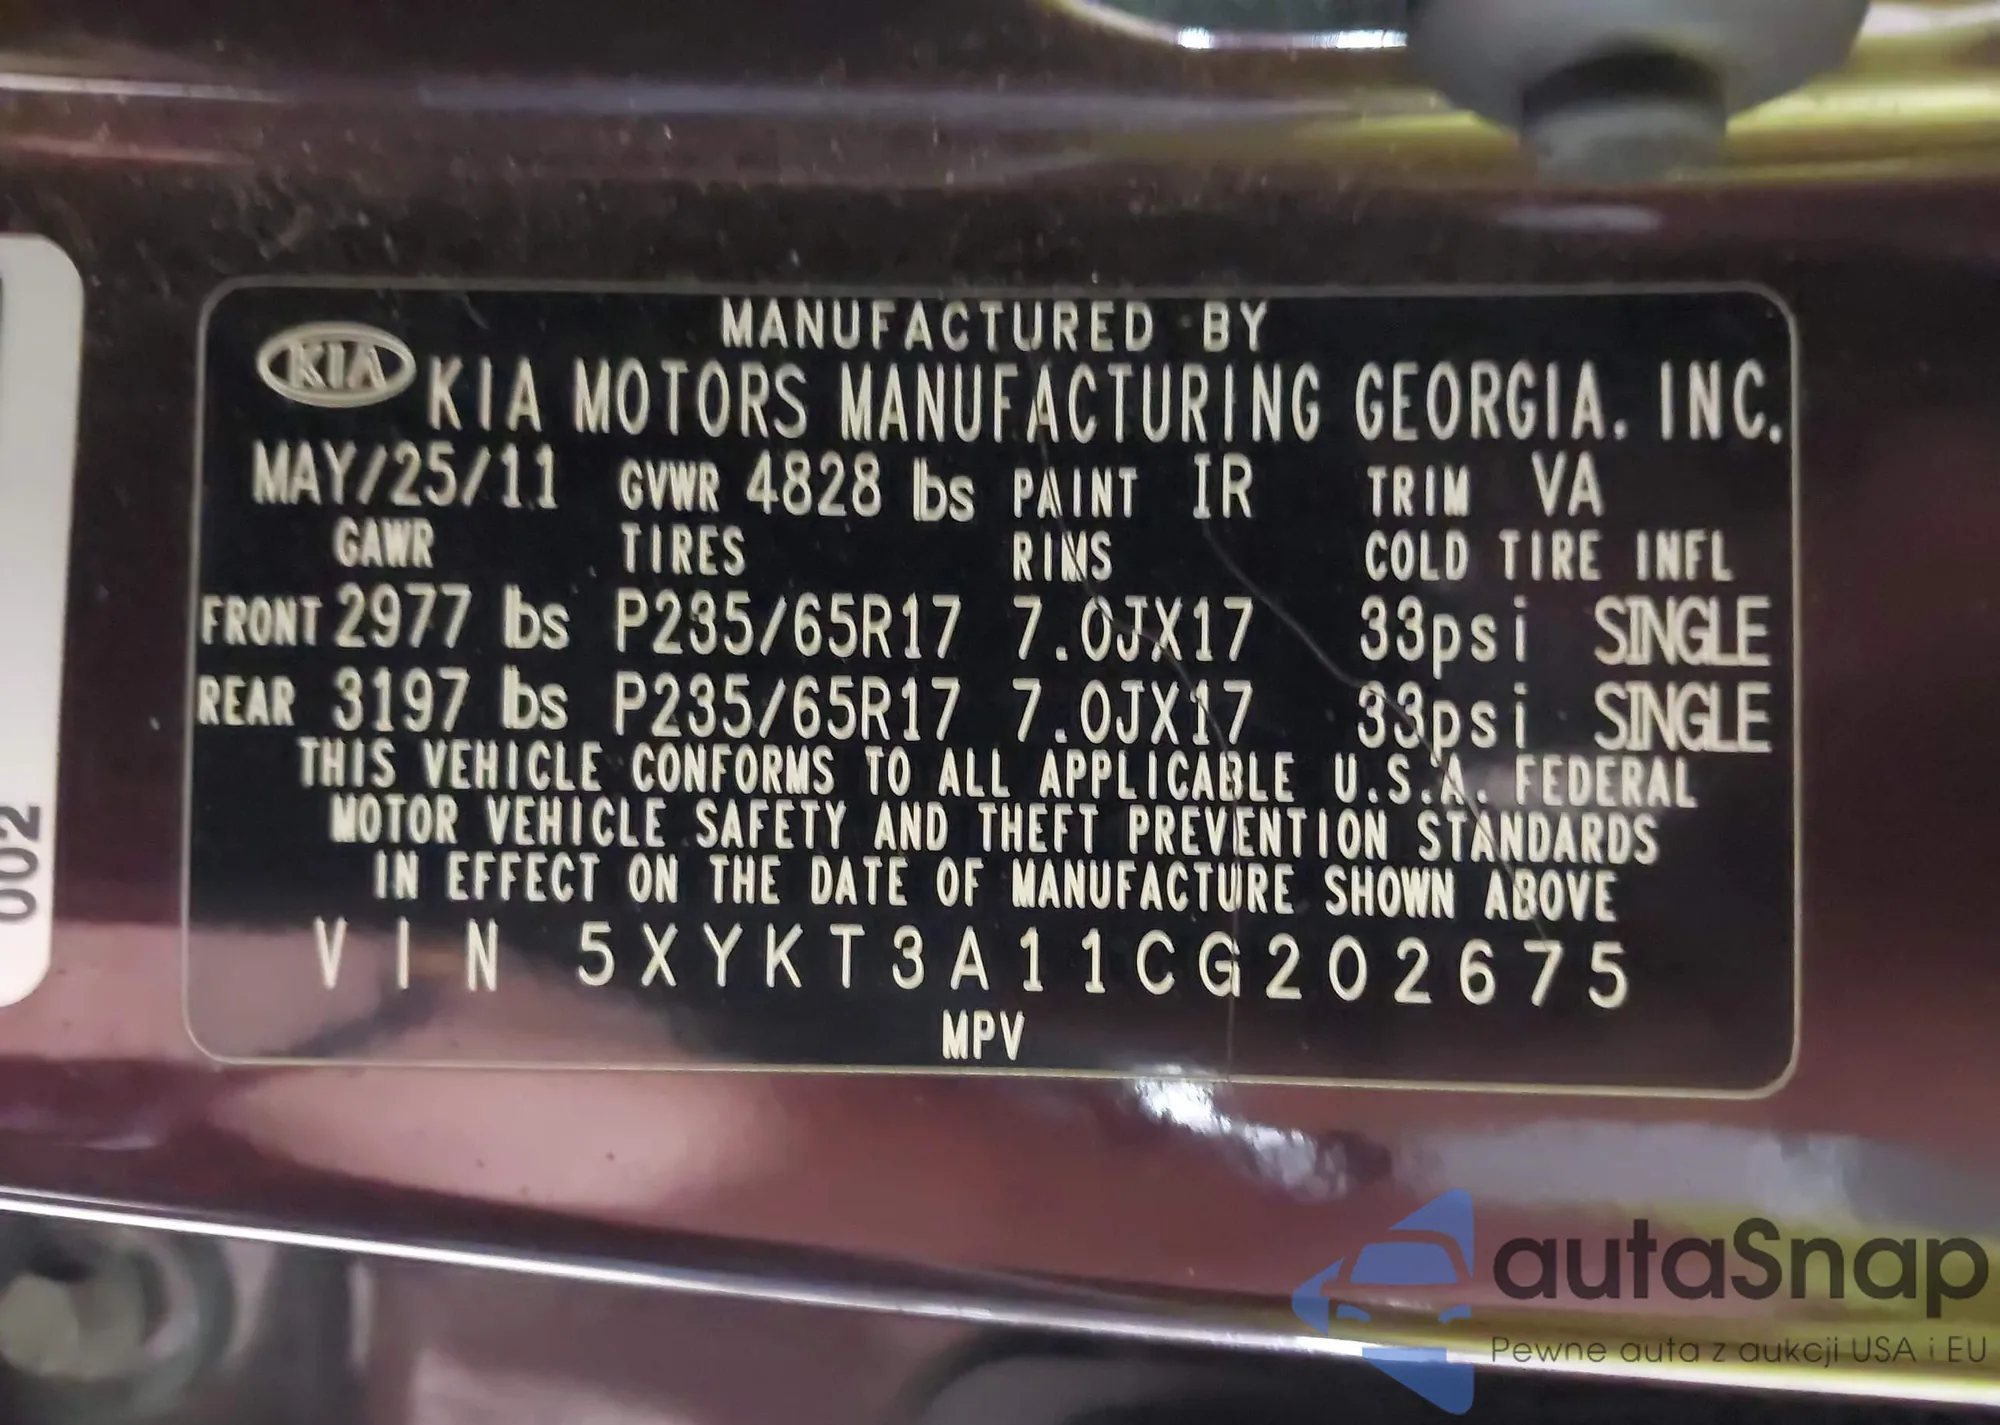 MANUFACTURED BY
KIA KIA MOTORS MANUFACTURING GEORGIA. INC.
MAY/25/11 GVWR 4828 lbs PAINT IR TRIM VA
GAWR TIRES RIMS COLD TIRE INFL
FRONT 2977 lbs P235/65R17 7.0JX17 33psi SINGLE
REAR 3197 lbs P235/65R17 7.0JX17 33psi SINGLE
THIS VEHICLE CONFORMS TO ALL APPLICABLE U.S.A. FEDERAL
MOTOR VEHICLE SAFETY AND THEFT PREVENTION STANDARDS
IN EFFECT ON THE DATE OF MANUFACTURE SHOWN ABOVE
VIN 5XYKT3A11CG202675
MPV
002
autaSnap
Pewne auta z aukcji USA i EU